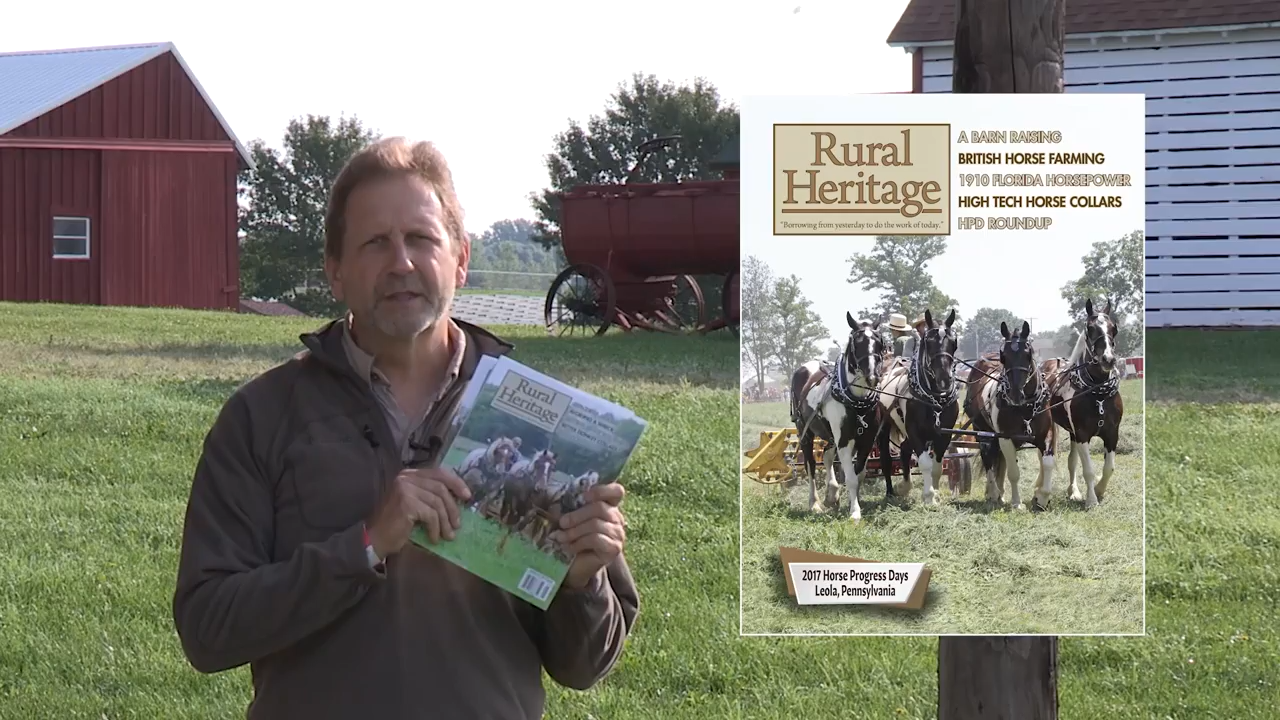 Rural
Heritage
"Borrowing from yesterday to do the work of today."
A BARN RAISING
BRITISH HORSE FARMING
1910 FLORIDA HORSEPOWER
HIGH TECH HORSE COLLARS
HPD ROUNDUP
2017 Horse Progress Days
Leola, Pennsylvania
Rural
Heritage